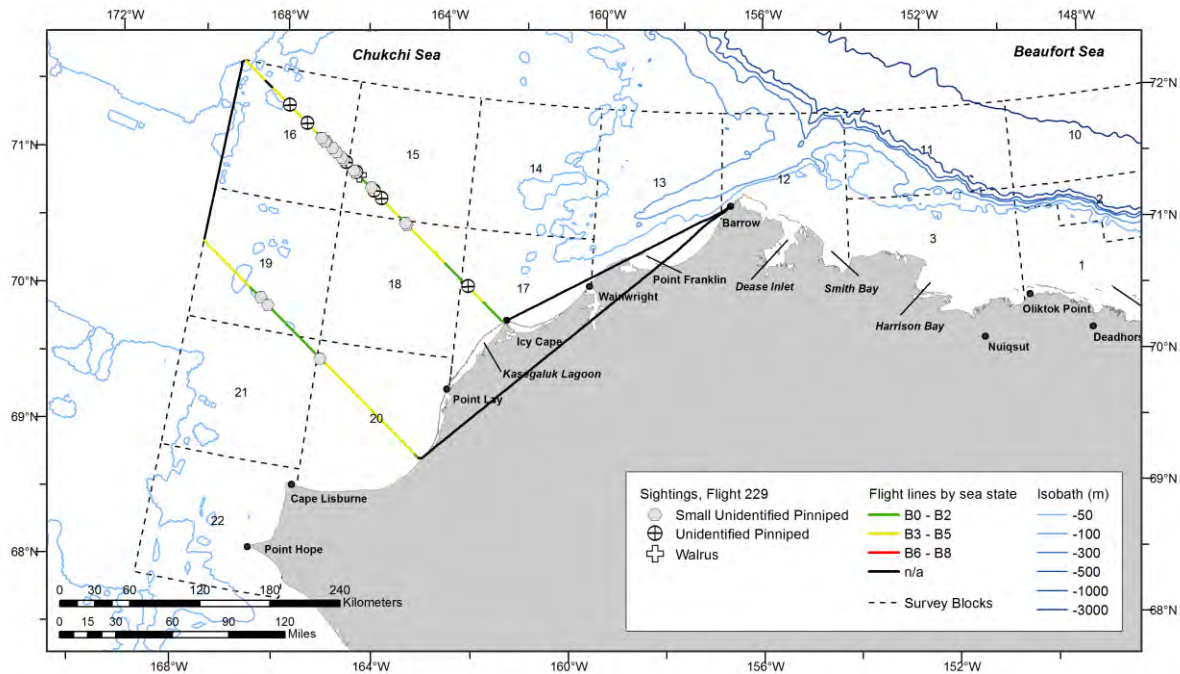 172°W 168°W 164°W 160°W 156°W 152°W 148°W
Chukchi Sea
Beaufort Sea
72°N
71°N
10
16
15
14
13
11
12
2
71°N
Barrow
3
70°N
19
18
17
Point Franklin
Dease Inlet
Smith Bay
1
Wainwright
Harrison Bay
Oliktok Point
Icy Cape
Deadhors
Nuiqsut
70°N
Kasegaluk Lagoon
21
Point Lay
69°N
20
Cape Lisburne
69°N
22
68°N
Point Hope
0 30 60 120 180 240
Kilometers
0 15 30 60 90 120
Miles
68°N
Sightings, Flight 229
Small Unidentified Pinniped
Unidentified Pinniped
Walrus
Flight lines by sea state
B0 - B2
B3 - B5
B6 - B8
n/a
Survey Blocks
Isobath (m)
-50
-100
-300
-500
-1000
-3000
168°W 164°W 160°W 156°W 152°W